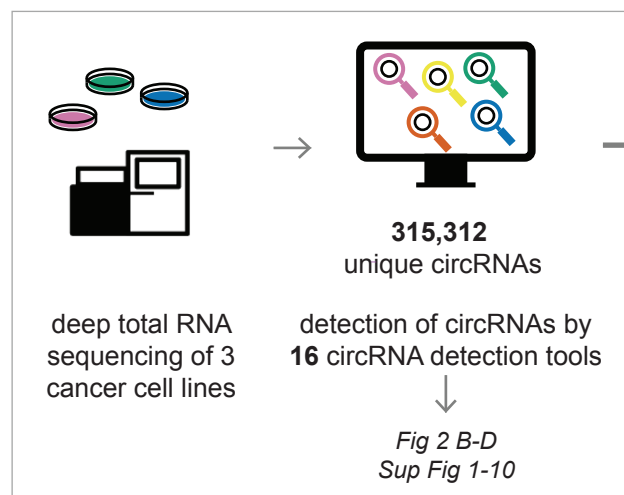 315,312
unique circRNAs
deep total RNA
sequencing of 3
cancer cell lines
detection of circRNAs by
16 circRNA detection tools
Fig 2 B-D
Sup Fig 1-10